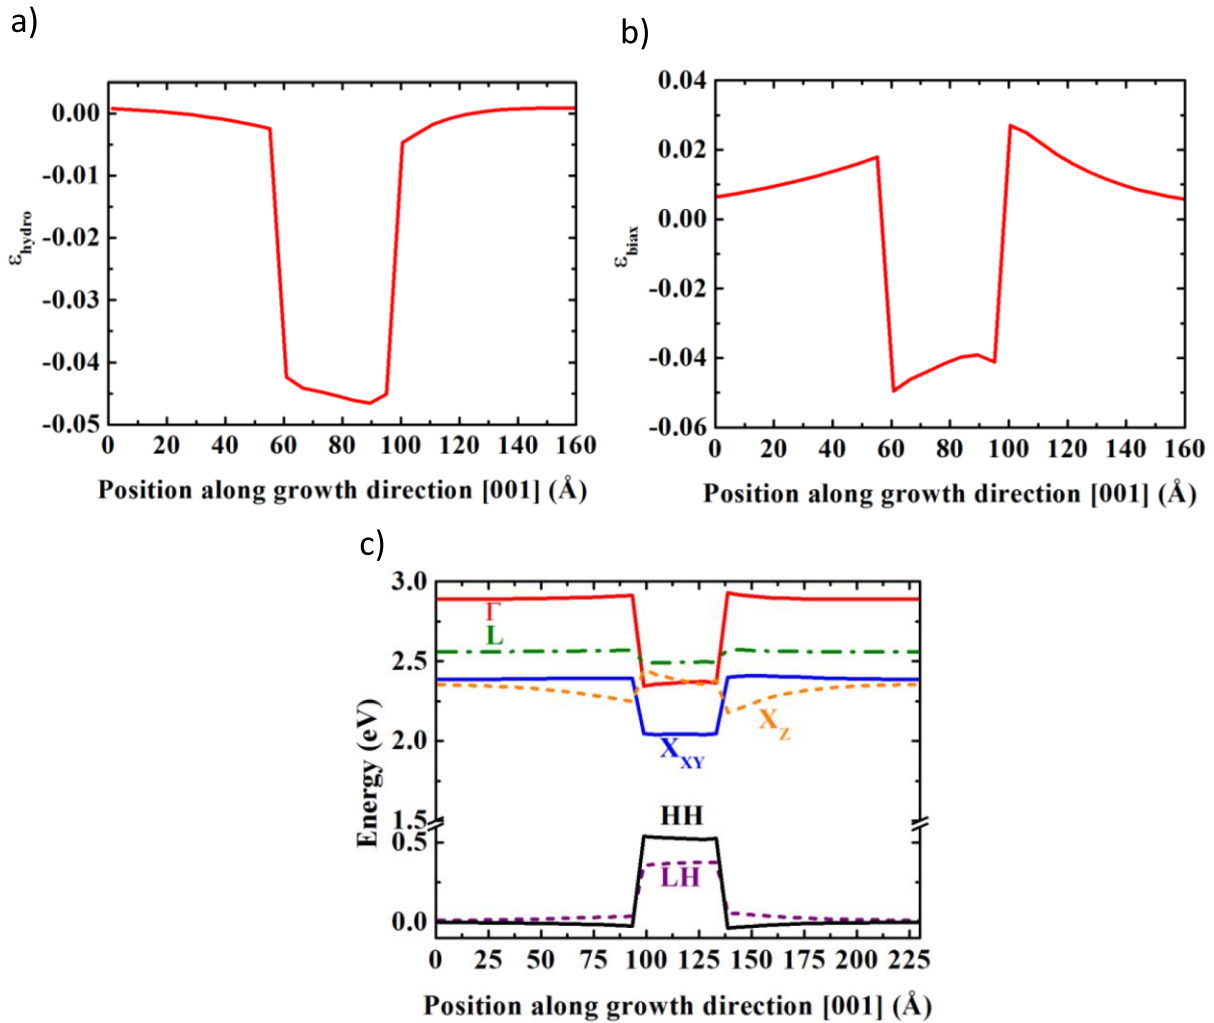 a)
0.00
-0.01
-0.02
-0.03
-0.04
-0.05
εhydro
0 20 40 60 80 100 120 140 160
Position along growth direction [001] (Å)
b)
0.04
0.02
0.00
-0.02
-0.04
-0.06
εbiax
0 20 40 60 80 100 120 140 160
Position along growth direction [001] (Å)
c)
3.0
2.5
2.0
1.5
0.5
0.0
Energy (eV)
Γ
L
XZ
XXY
HH
LH
0 25 50 75 100 125 150 175 200 225
Position along growth direction [001] (Å)